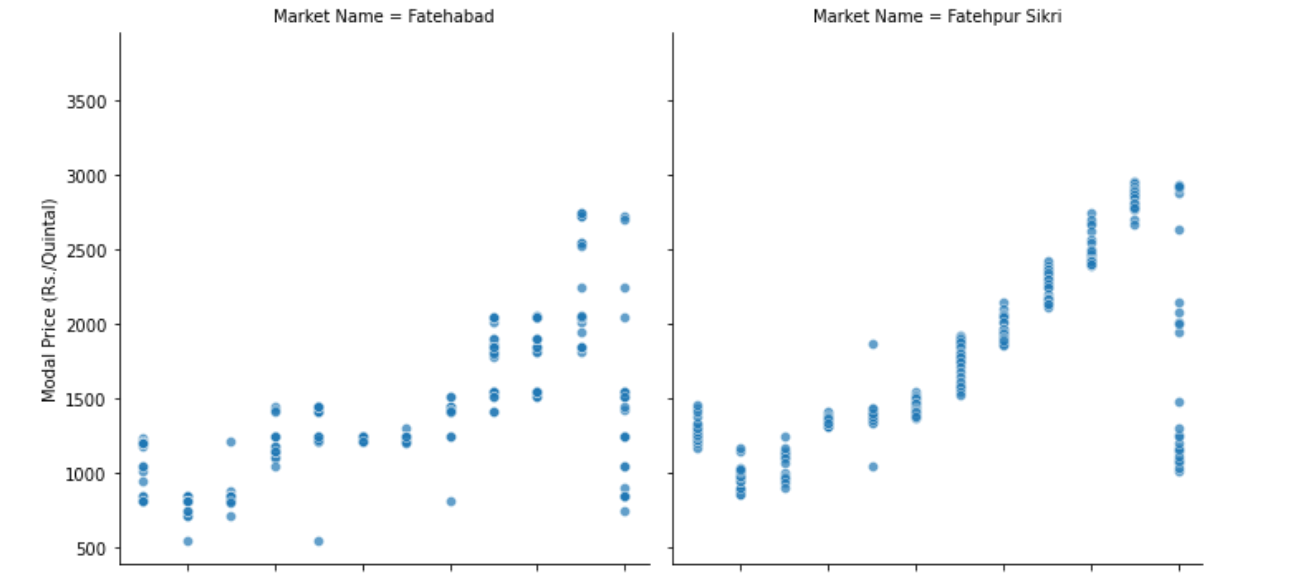 Market Name = Fatehabad
Market Name = Fatehpur Sikri
Modal Price (Rs./Quintal)
3500
3000
2500
2000
1500
1000
500